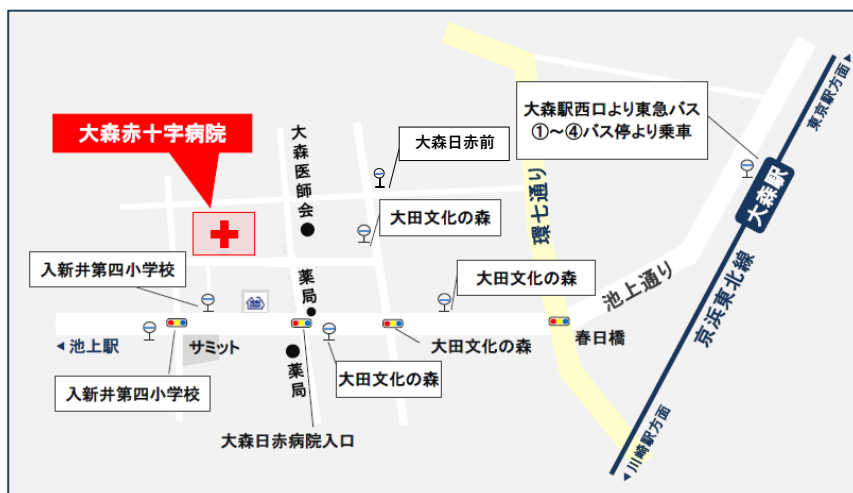 大森赤十字病院
大森医師会
大森日赤前
大森駅西口より東急バス
①~④バス停より乗車
東京駅方面
大森駅
環七通り
大田文化の森
入新井第四小学校
薬局
大田文化の森
池上通り
京浜東北線
池上駅
サミット
薬局
大田文化の森
大田文化の森
春日橋
入新井第四小学校
大森日赤病院入口
川崎駅方面